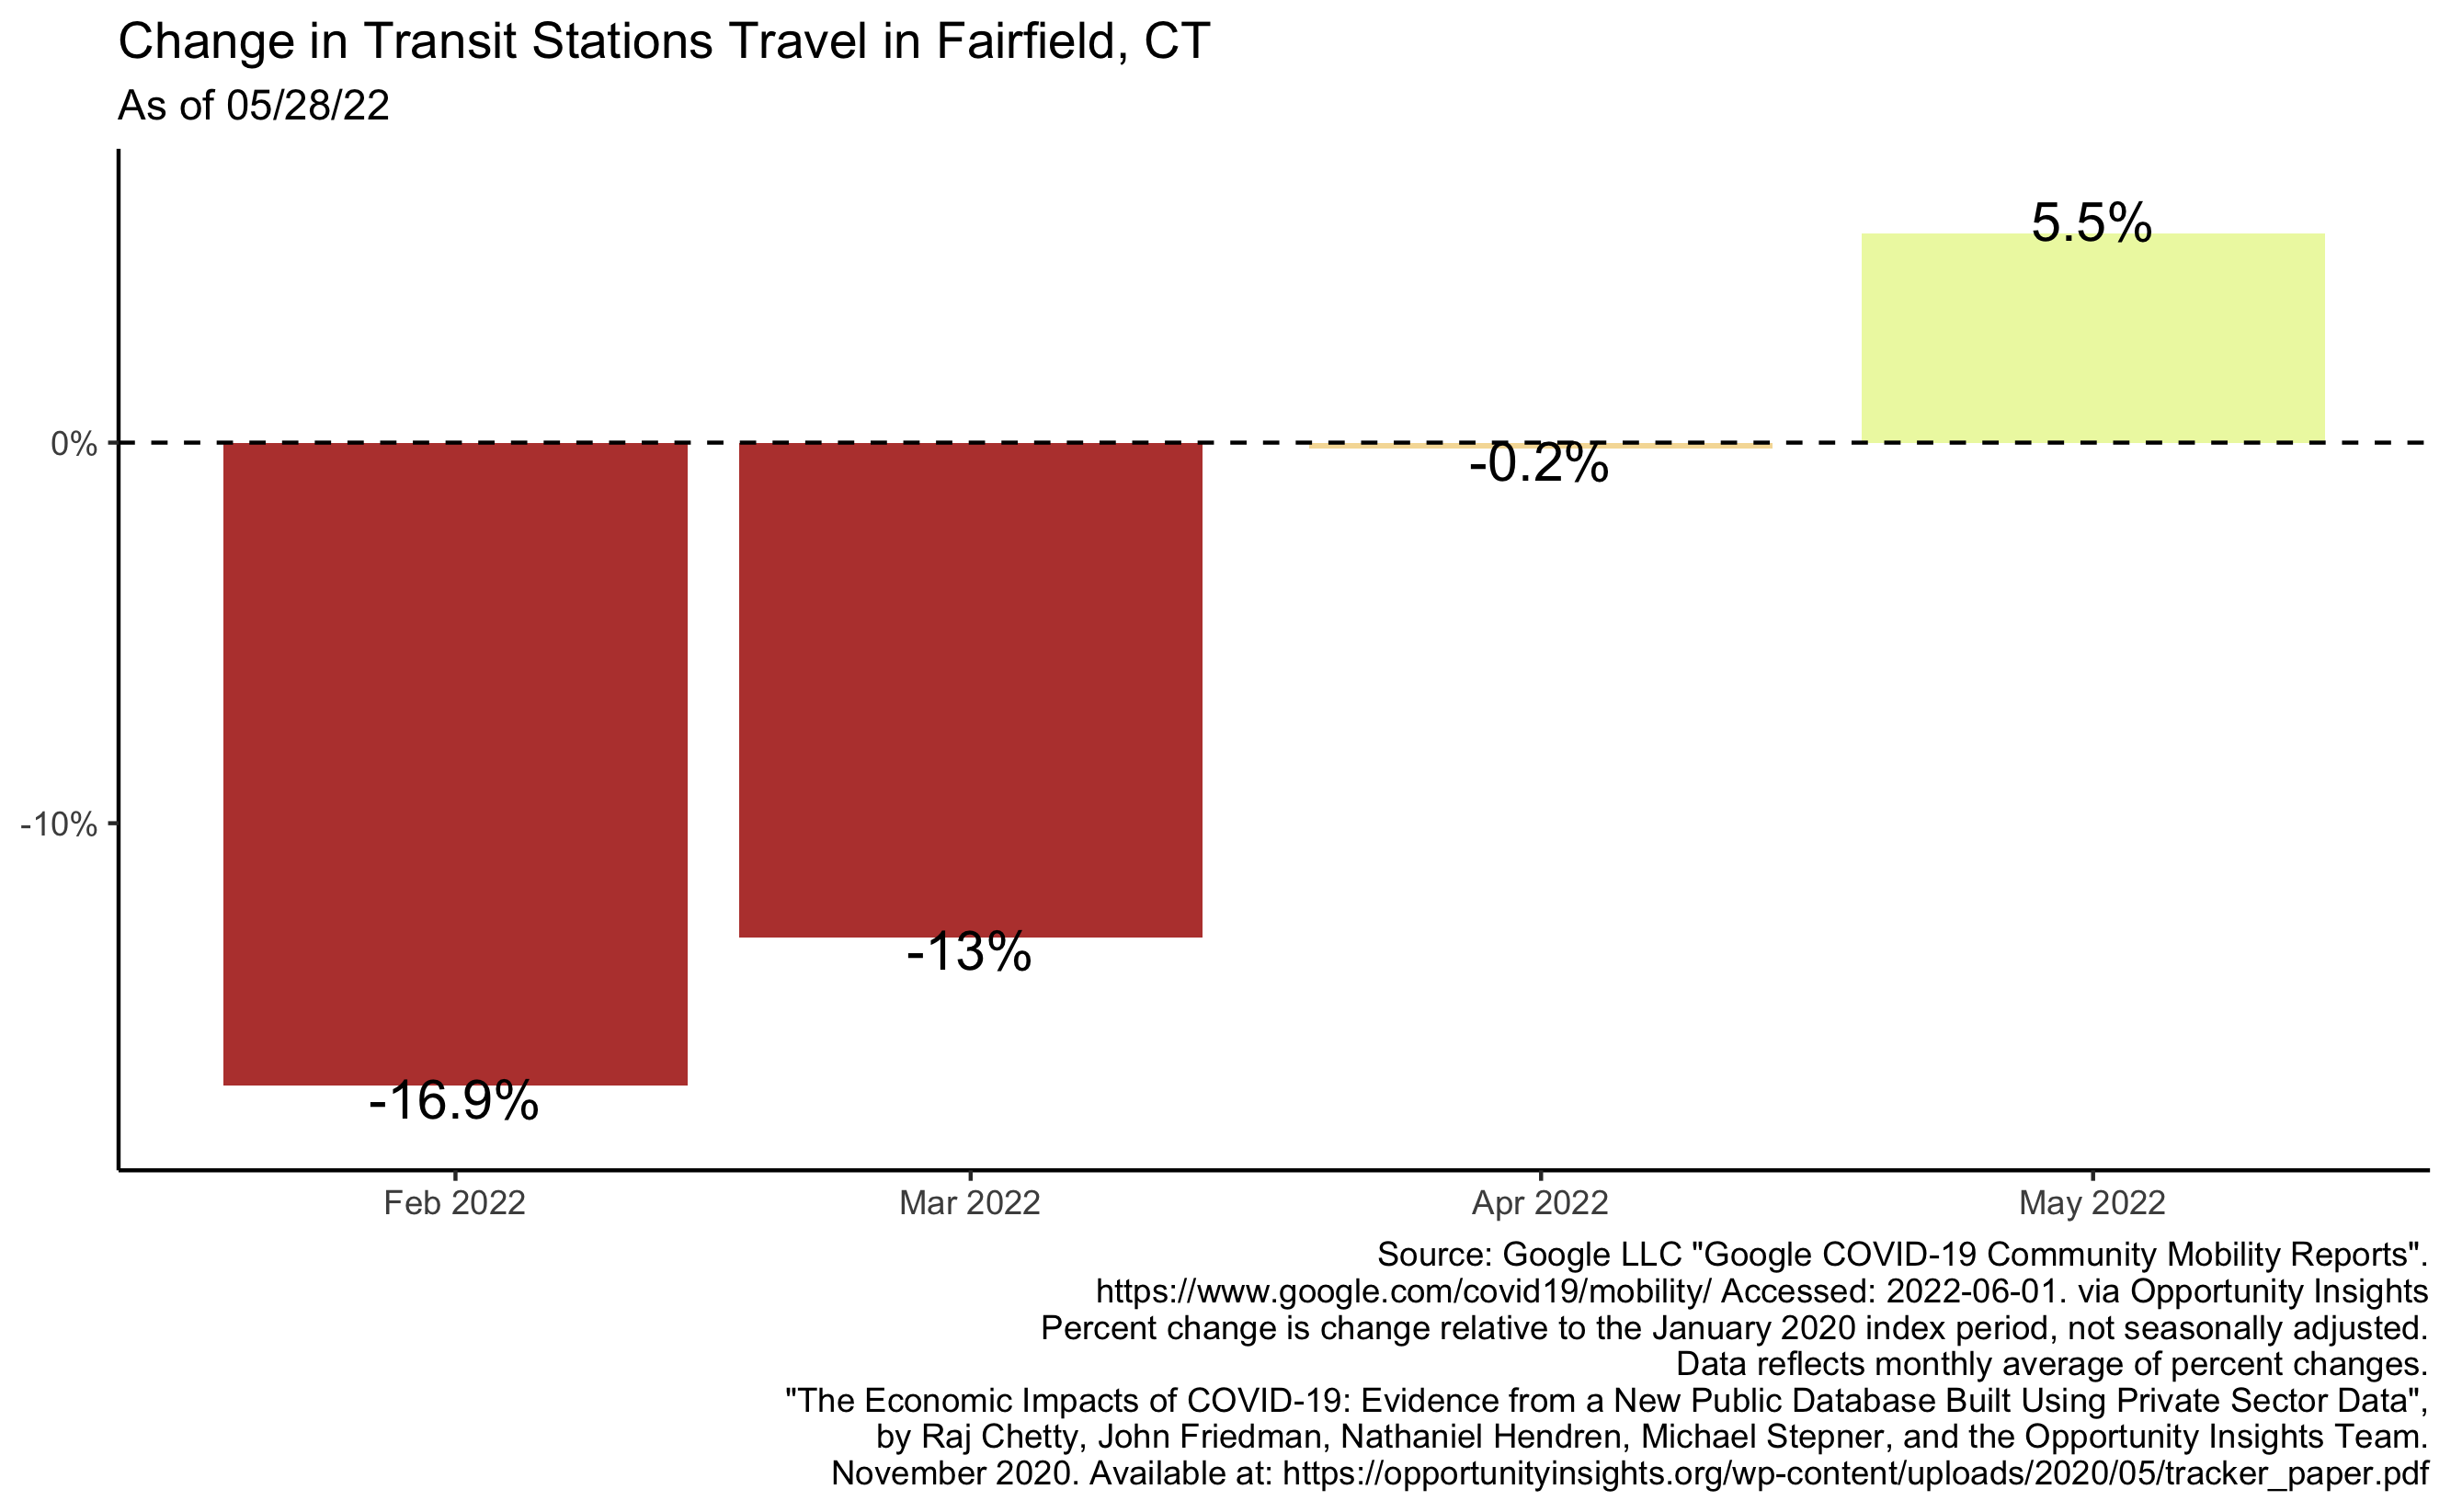 Change in Transit Stations Travel in Fairfield, CT
As of 05/28/22
5.5%
0%
-0.2%
-10%
-13%
-16.9%
Feb 2022 Mar 2022 Apr 2022 May 2022
Source: Google LLC "Google COVID-19 Community Mobility Reports".
https://www.google.com/covid19/mobility/ Accessed: 2022-06-01. via Opportunity Insights
Percent change is change relative to the January 2020 index period, not seasonally adjusted.
Data reflects monthly average of percent changes.
"The Economic Impacts of COVID-19: Evidence from a New Public Database Built Using Private Sector Data",
by Raj Chetty, John Friedman, Nathaniel Hendren, Michael Stepner, and the Opportunity Insights Team.
November 2020. Available at: https://opportunityinsights.org/wp-content/uploads/2020/05/tracker_paper.pdf